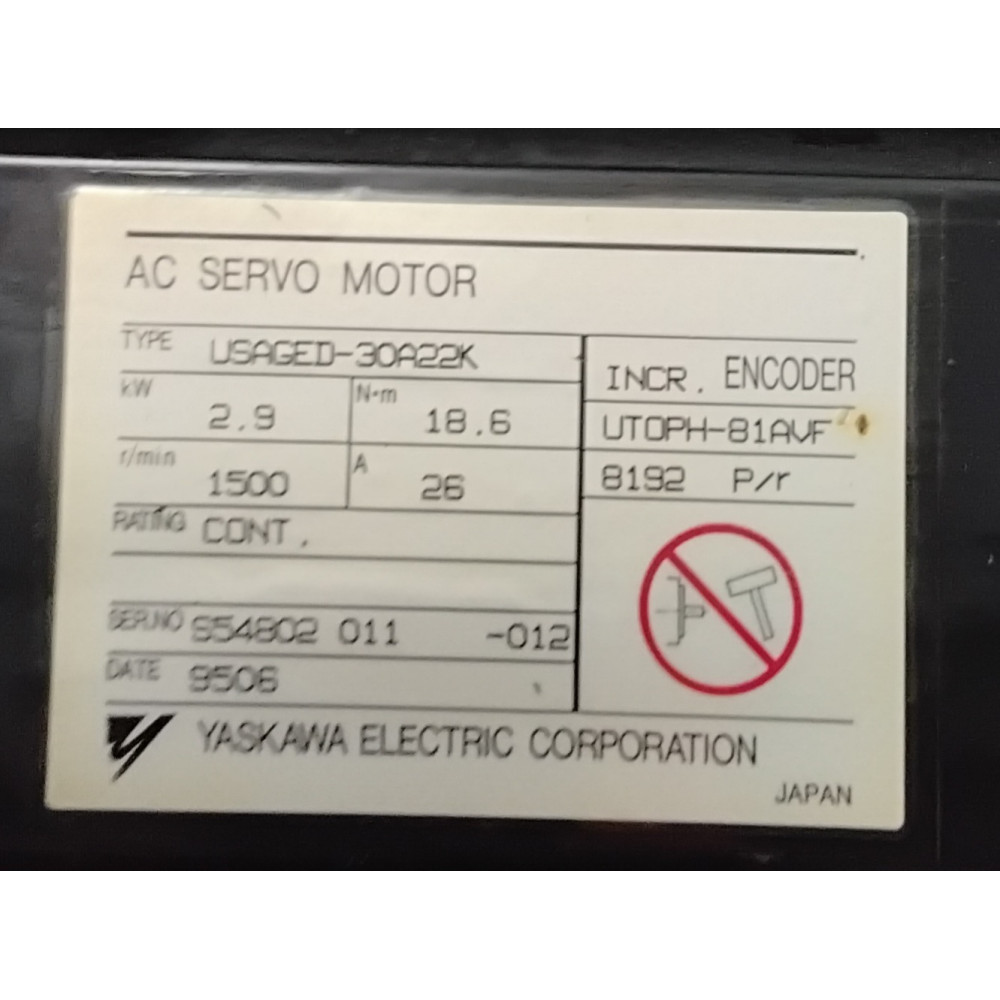 AC SERVO MOTOR
TYPE USAGED-30A22K
INCR. ENCODER
kW 2.9 N·m 18.6
UTOPH-81AVF
r/min 1500 A 26
8192 P/r
RATING CONT.
SER.NO S54802 011 -012
DATE 9506
YASKAWA ELECTRIC CORPORATION
JAPAN